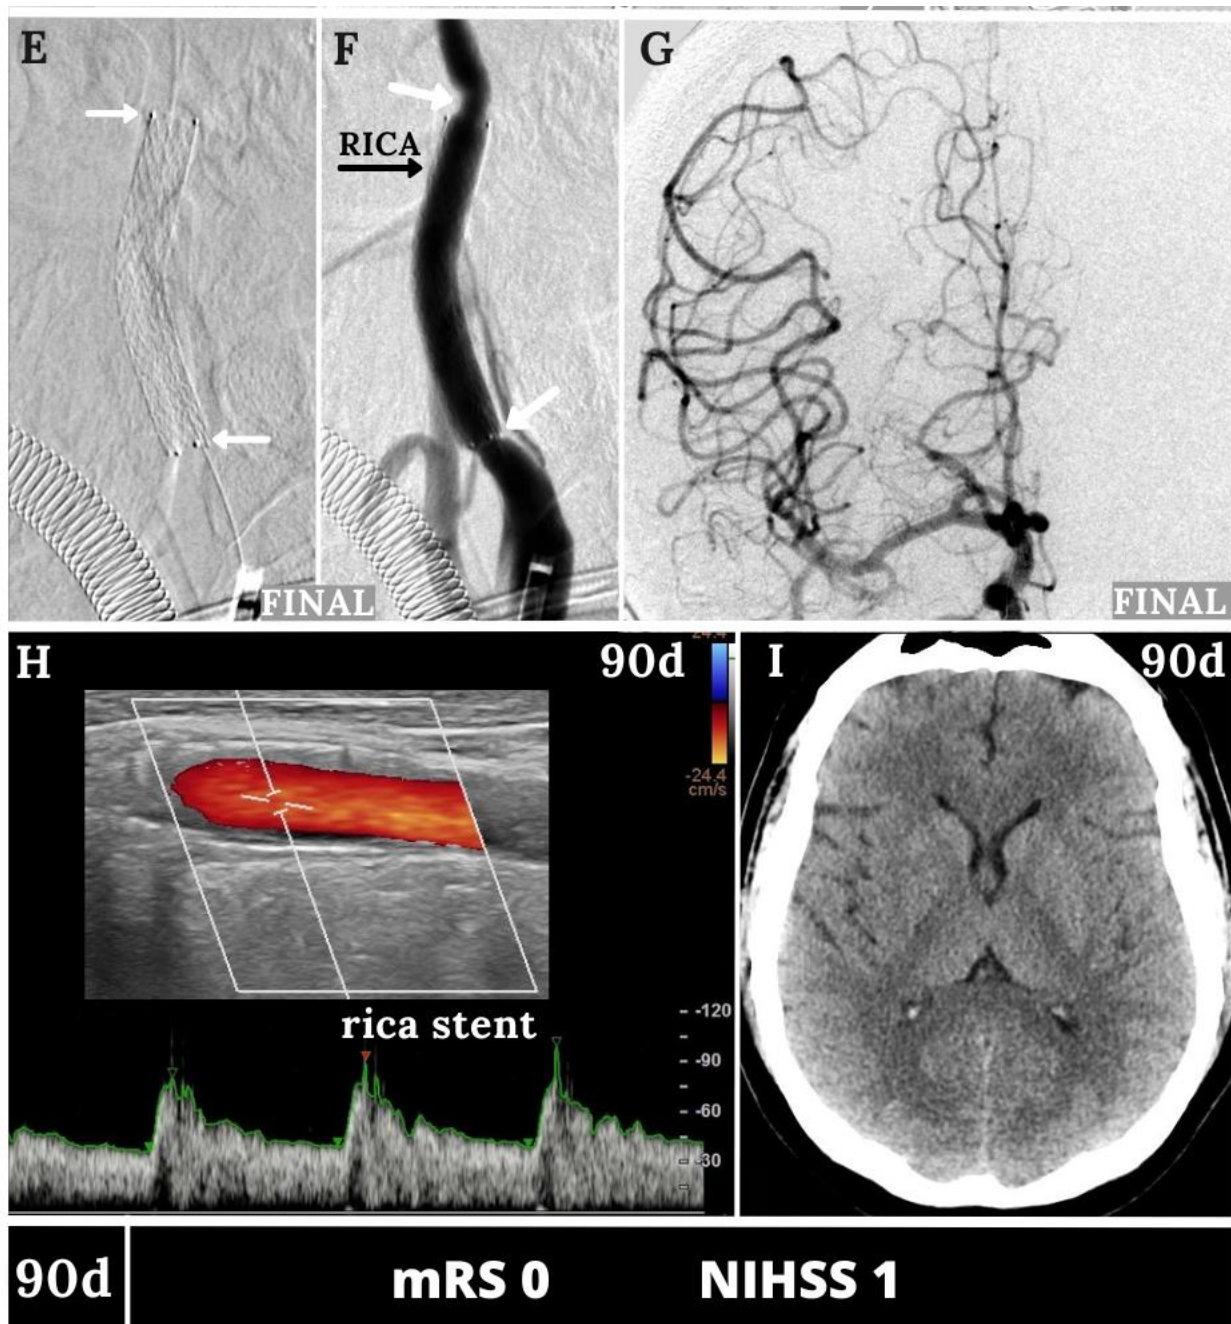 E
F
G
RICA
FINAL
FINAL
H
90d
24.4
-24.4
cm/s
I
90d
rica stent
-120
-90
-60
-30
90d
mRS 0
NIHSS 1